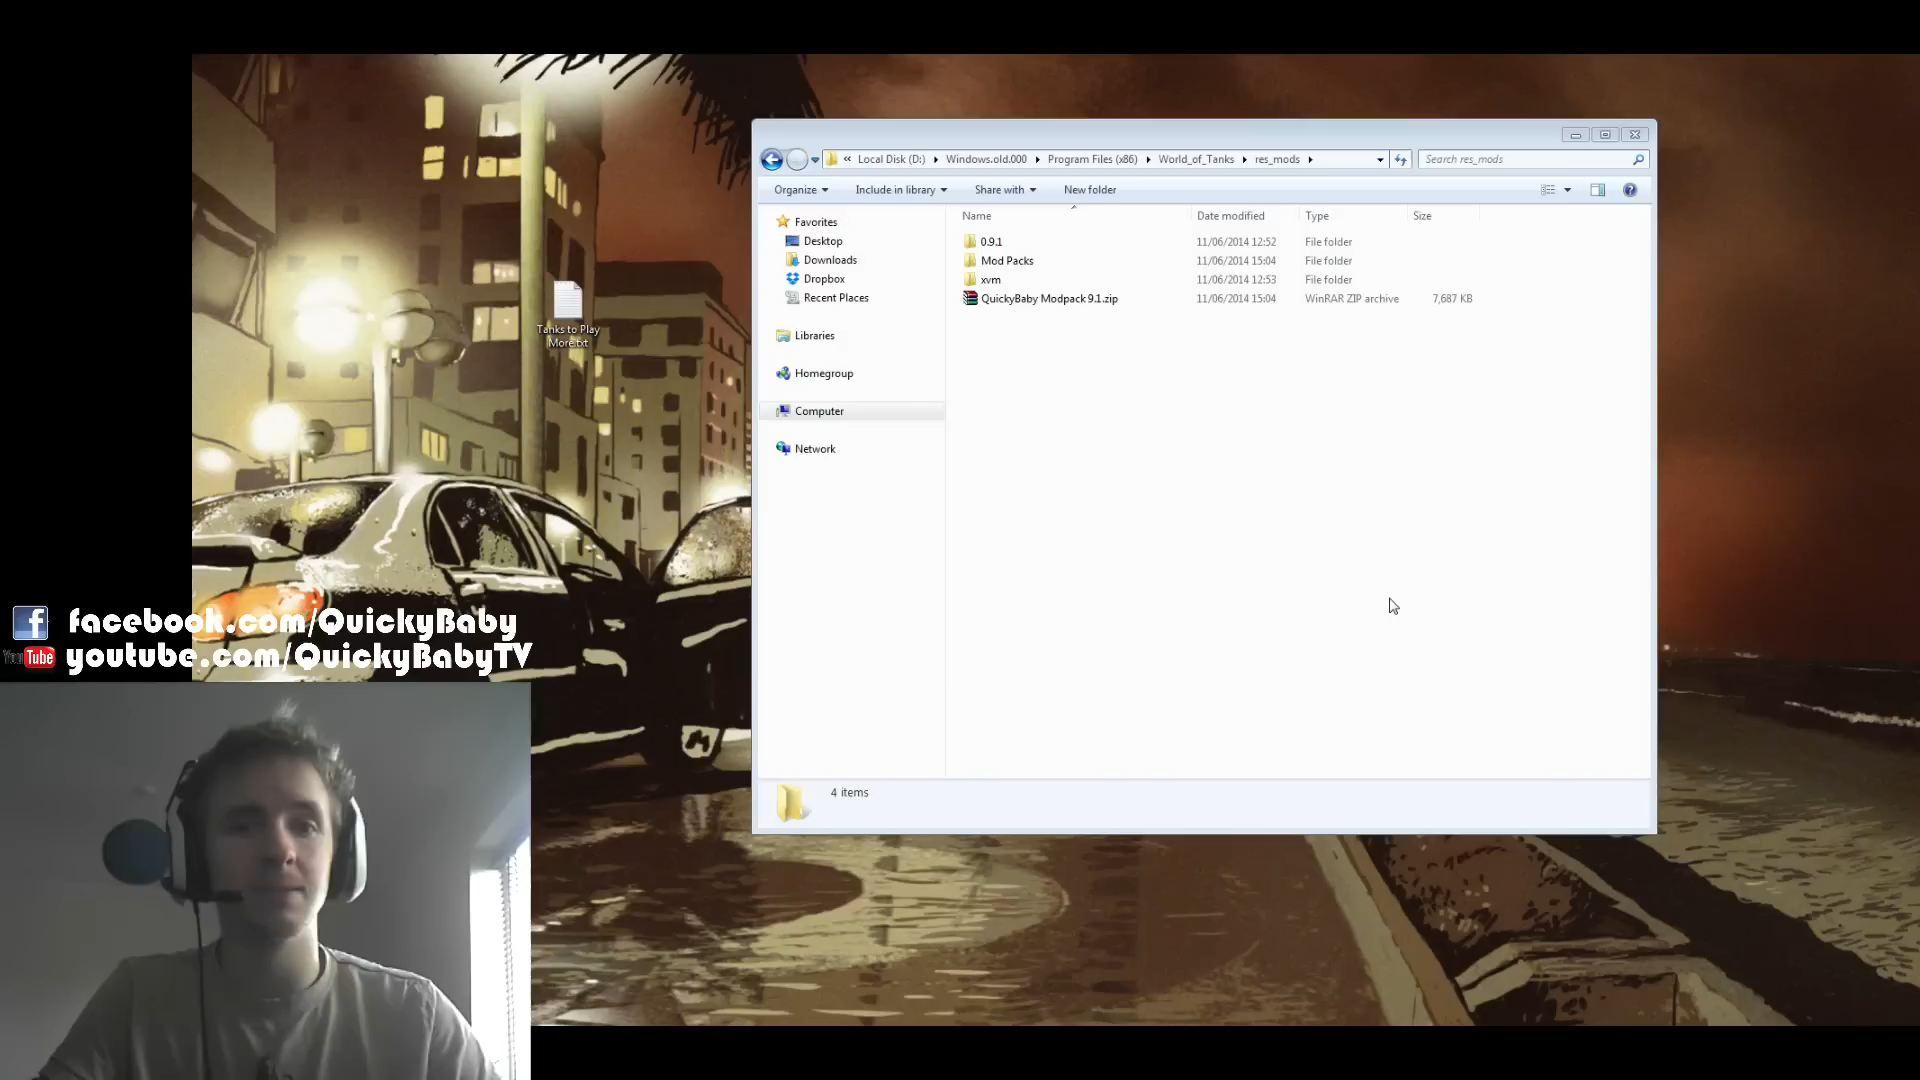 « Local Disk (D:) Windows.old.000 Program Files (x86) World_of_Tanks res_mods Search res_mods
Organize Include in library Share with New folder
Favorites
Desktop
Downloads
Dropbox
Recent Places
Libraries
Homegroup
Computer
Network
Name Date modified Type Size
0.9.1 11/06/2014 12:52 File folder
Mod Packs 11/06/2014 15:04 File folder
xvm 11/06/2014 12:53 File folder
QuickyBaby Modpack 9.1.zip 11/06/2014 15:04 WinRAR ZIP archive 7,687 KB
4 items
Tanks to Play
More.txt
f facebook.com/QuickyBaby
YouTube youtube.com/QuickyBabyTV